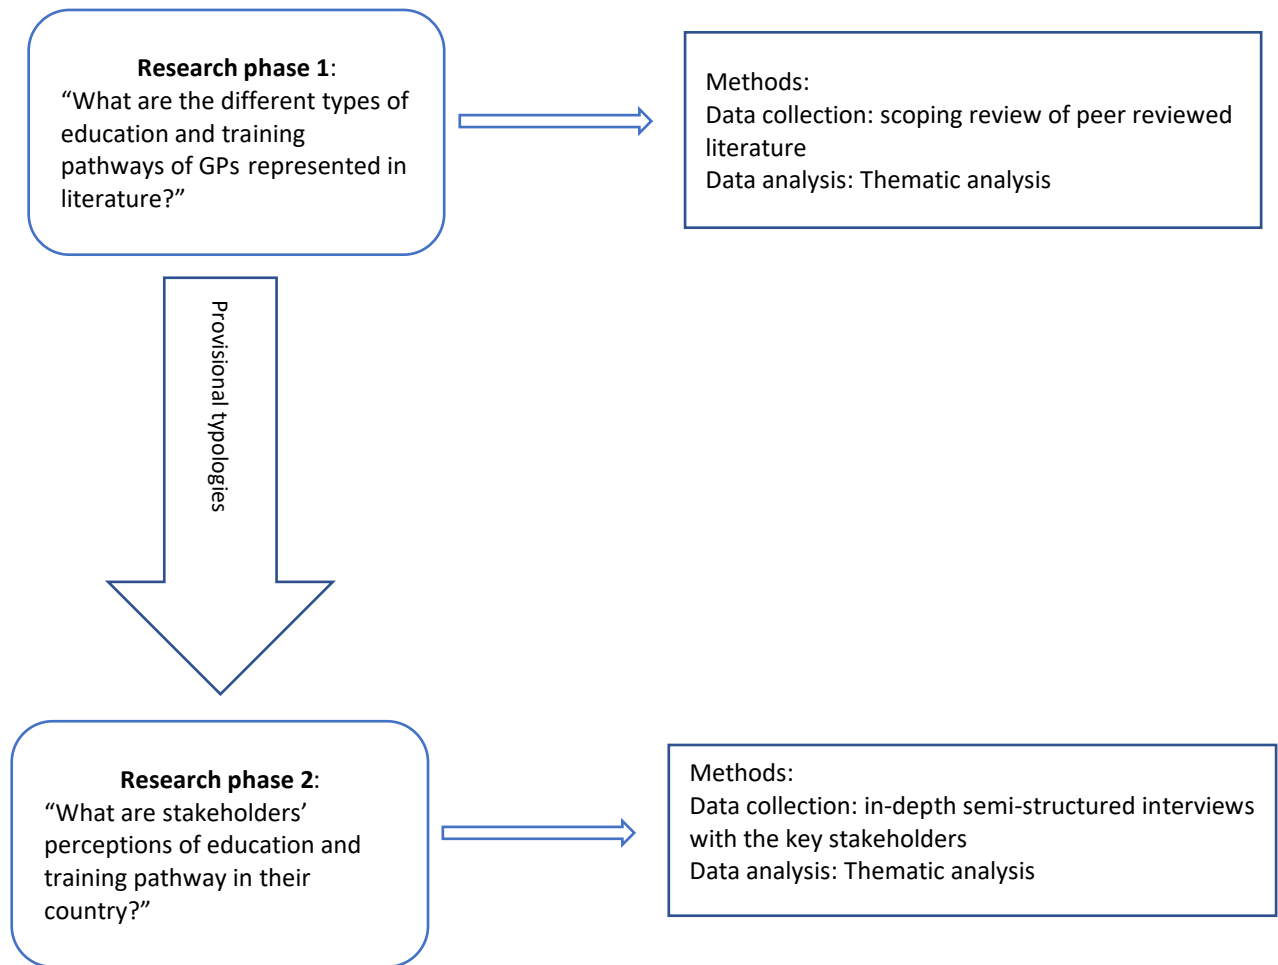 Research phase 1:
“What are the different types of
education and training
pathways of GPs represented in
literature?”
Methods:
Data collection: scoping review of peer reviewed
literature
Data analysis: Thematic analysis
Provisional typologies
Research phase 2:
“What are stakeholders’
perceptions of education and
training pathway in their
country?”
Methods:
Data collection: in-depth semi-structured interviews
with the key stakeholders
Data analysis: Thematic analysis